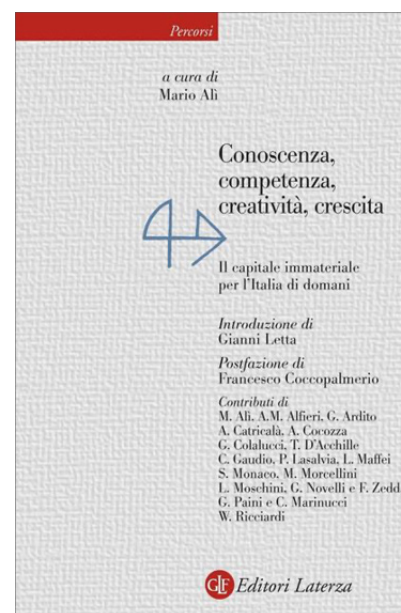 Percorsi
a cura di
Mario Alì
Conoscenza,
competenza,
creatività, crescita
Il capitale immateriale
per l'Italia di domani
Introduzione di
Gianni Letta
Postfazione di
Francesco Coccopalmerio
Contributi di
M. Alì, A.M. Alfieri, G. Ardito
A. Catricalà, A. Cocozza
G. Colalucci, T. D'Acchille
C. Gaudio, P. Lasalvia, L. Maffei
S. Monaco, M. Morcellini
L. Moschini, G. Novelli e F. Zedd
G. Paini e C. Marinucci
W. Ricciardi
GLF Editori Laterza